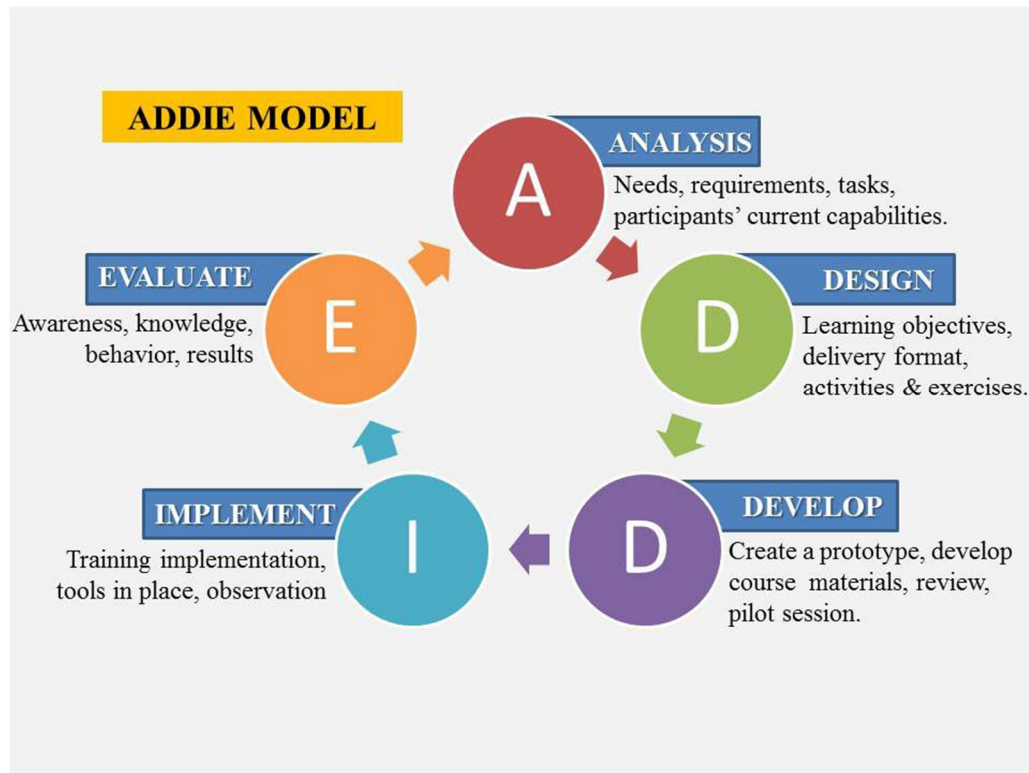 ADDIE MODEL
A
ANALYSIS
Needs, requirements, tasks,
participants’ current capabilities.
D
DESIGN
Learning objectives,
delivery format,
activities & exercises.
D
DEVELOP
Create a prototype, develop
course materials, review,
pilot session.
I
IMPLEMENT
Training implementation,
tools in place, observation
E
EVALUATE
Awareness, knowledge,
behavior, results